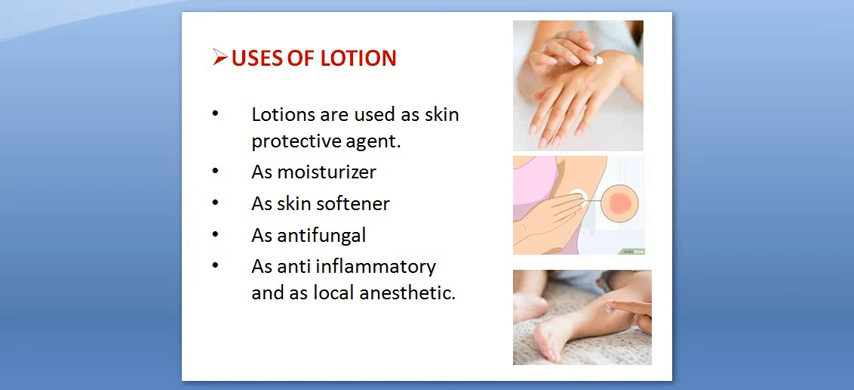 ➢USES OF LOTION
• Lotions are used as skin
protective agent.
• As moisturizer
• As skin softener
• As antifungal
• As anti inflammatory
and as local anesthetic.